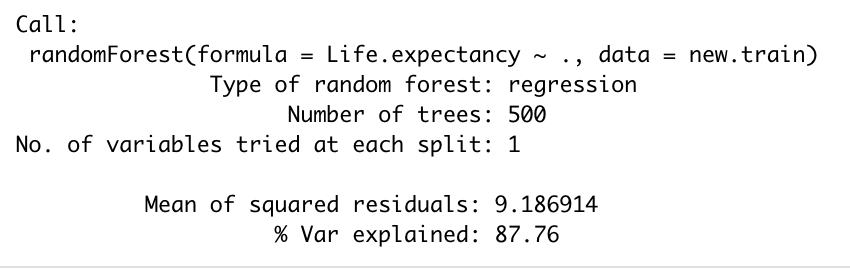 Call:
randomForest(formula = Life.expectancy ~ ., data = new.train)
Type of random forest: regression
Number of trees: 500
No. of variables tried at each split: 1
Mean of squared residuals: 9.186914
% Var explained: 87.76